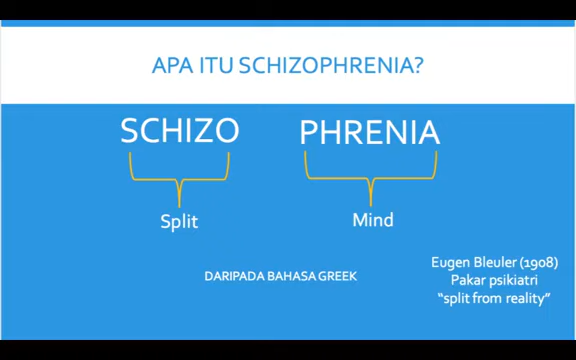 APA ITU SCHIZOPHRENIA?
SCHIZO PHRENIA
Split Mind
DARIPADA BAHASA GREEK
Eugen Bleuler (1908)
Pakar psikiatri
“split from reality”